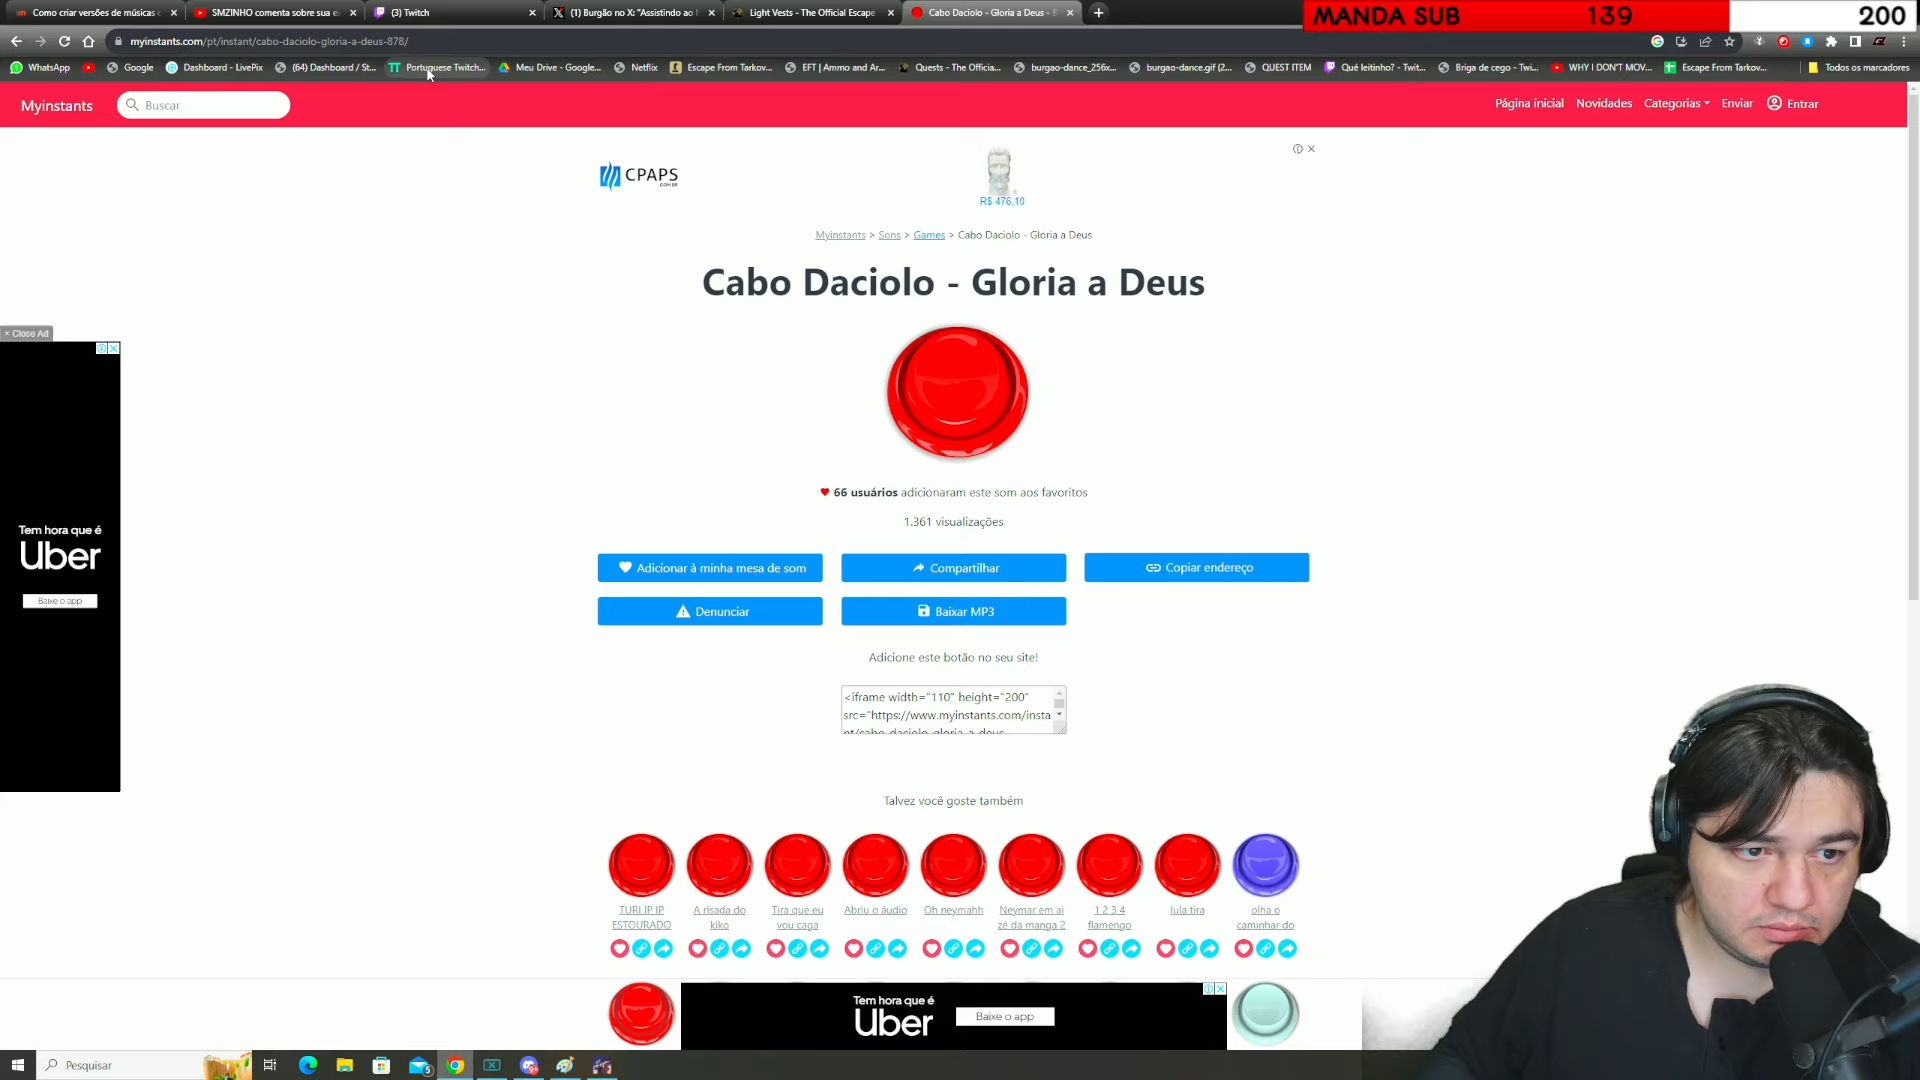 Como criar versões de músicas
SMZINHO comenta sobre sua e
(3) Twitch
(1) Burgão no X: "Assistindo ao
Light Vests - The Official Escape
Cabo Daciolo - Gloria a Deus -
MANDA SUB 139 200
myinstants.com/pt/instant/cabo-daciolo-gloria-a-deus-878/
WhatsApp
Google
Dashboard - LivePix
(64) Dashboard / St...
Portuguese Twitch...
Meu Drive - Google...
Netflix
Escape From Tarkov...
EFT | Ammo and Ar...
Quests - The Officia...
burgao-dance_256x...
burgao-dance.gif (2...
QUEST ITEM
Qué leitinho? - Twit...
Briga de cego - Twi...
WHY I DON'T MOV...
Escape From Tarkov...
Todos os marcadores
Myinstants
Buscar
Página inicial
Novidades
Categorias
Enviar
Entrar
CPAPS
.COM.BR
R$ 476,10
Myinstants > Sons > Games > Cabo Daciolo - Gloria a Deus
Cabo Daciolo - Gloria a Deus
× Close Ad
Tem hora que é
Uber
Baixe o app
66 usuários adicionaram este som aos favoritos
1.361 visualizações
Adicionar à minha mesa de som
Compartilhar
Copiar endereço
Denunciar
Baixar MP3
Adicione este botão no seu site!
<iframe width="110" height="200"
src="https://www.myinstants.com/insta
nt/cabo-daciolo-gloria-a-deus-
Talvez você goste também
TURI IP IP
ESTOURADO
A risada do
kiko
Tira que eu
vou caga
Abriu o áudio
Oh neymahh
Neymar em ai
zé da manga 2
1 2 3 4
flamengo
lula tira
olha o
caminhar do
Tem hora que é
Uber
Baixe o app
Pesquisar
5